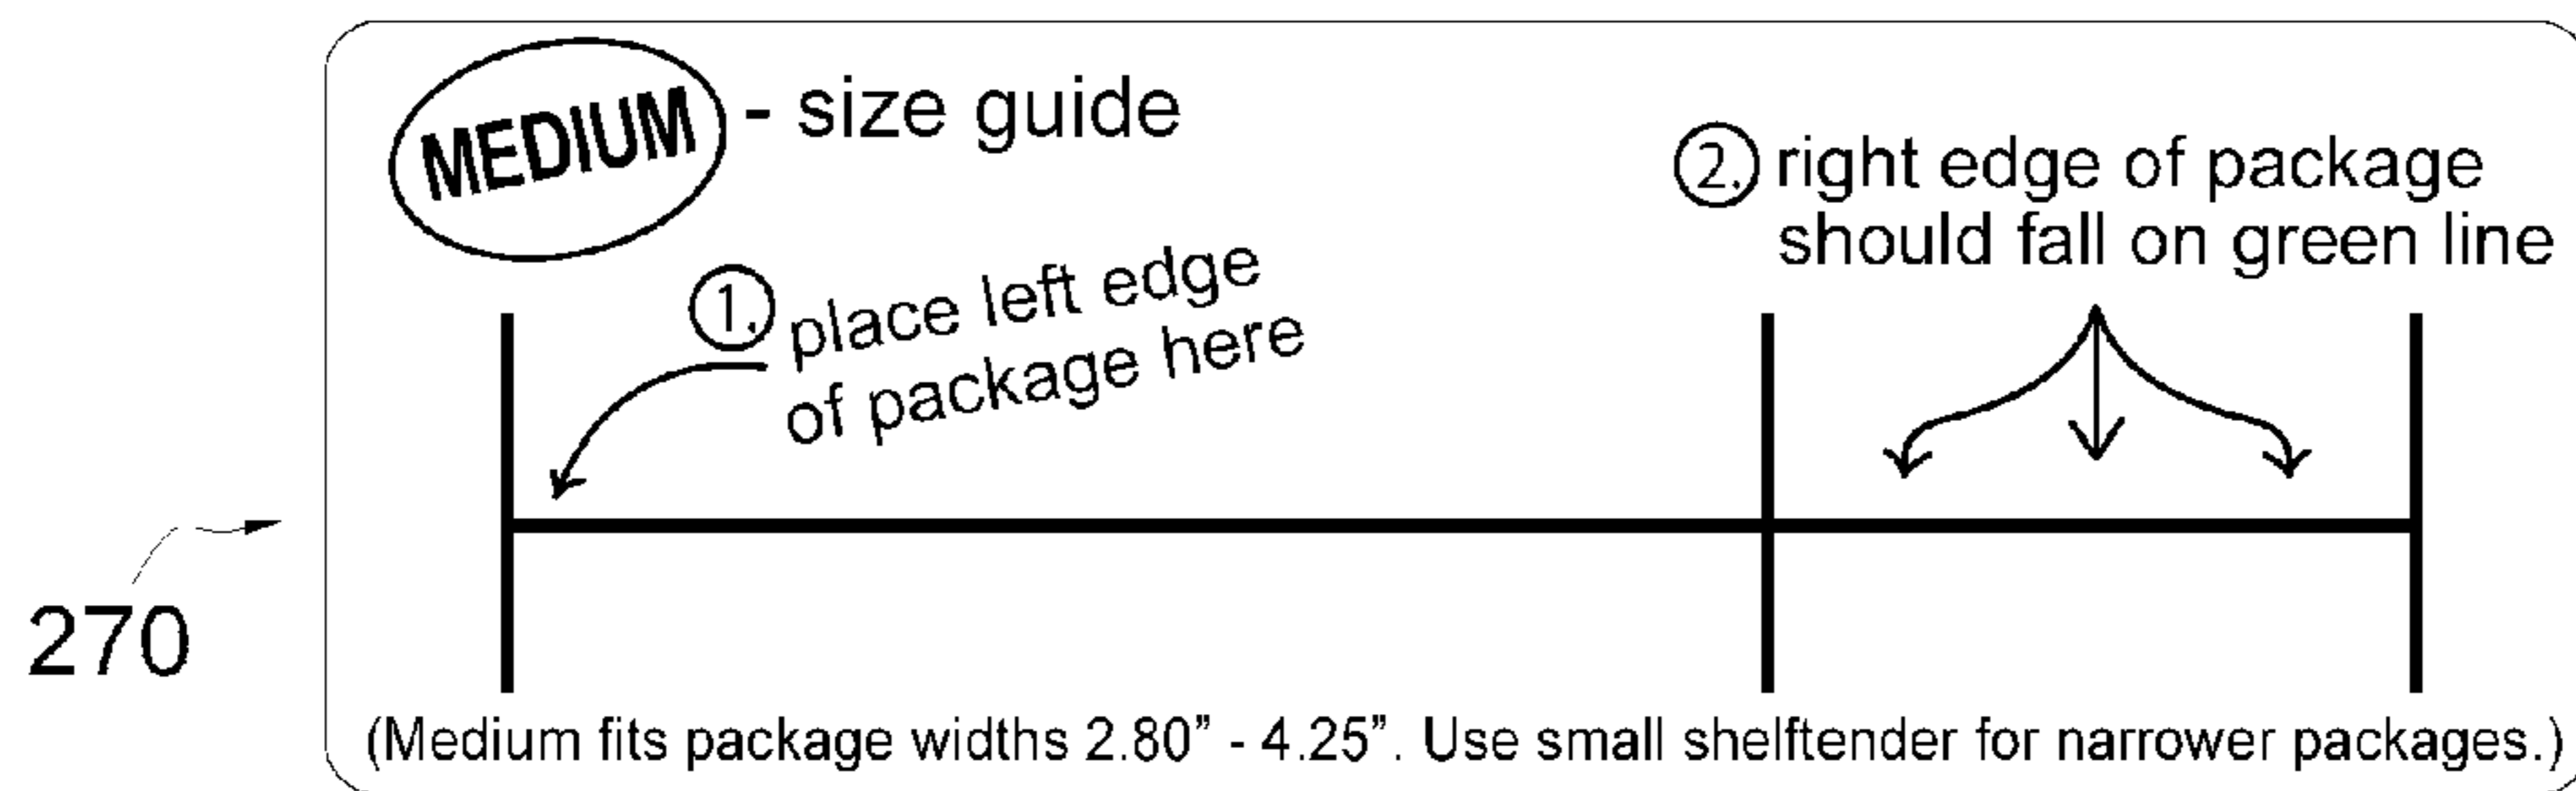 MEDIUM - size guide
1. place left edge
of package here
2. right edge of package
should fall on green line
270
(Medium fits package widths 2.80” - 4.25”. Use small shelftender for narrower packages.)